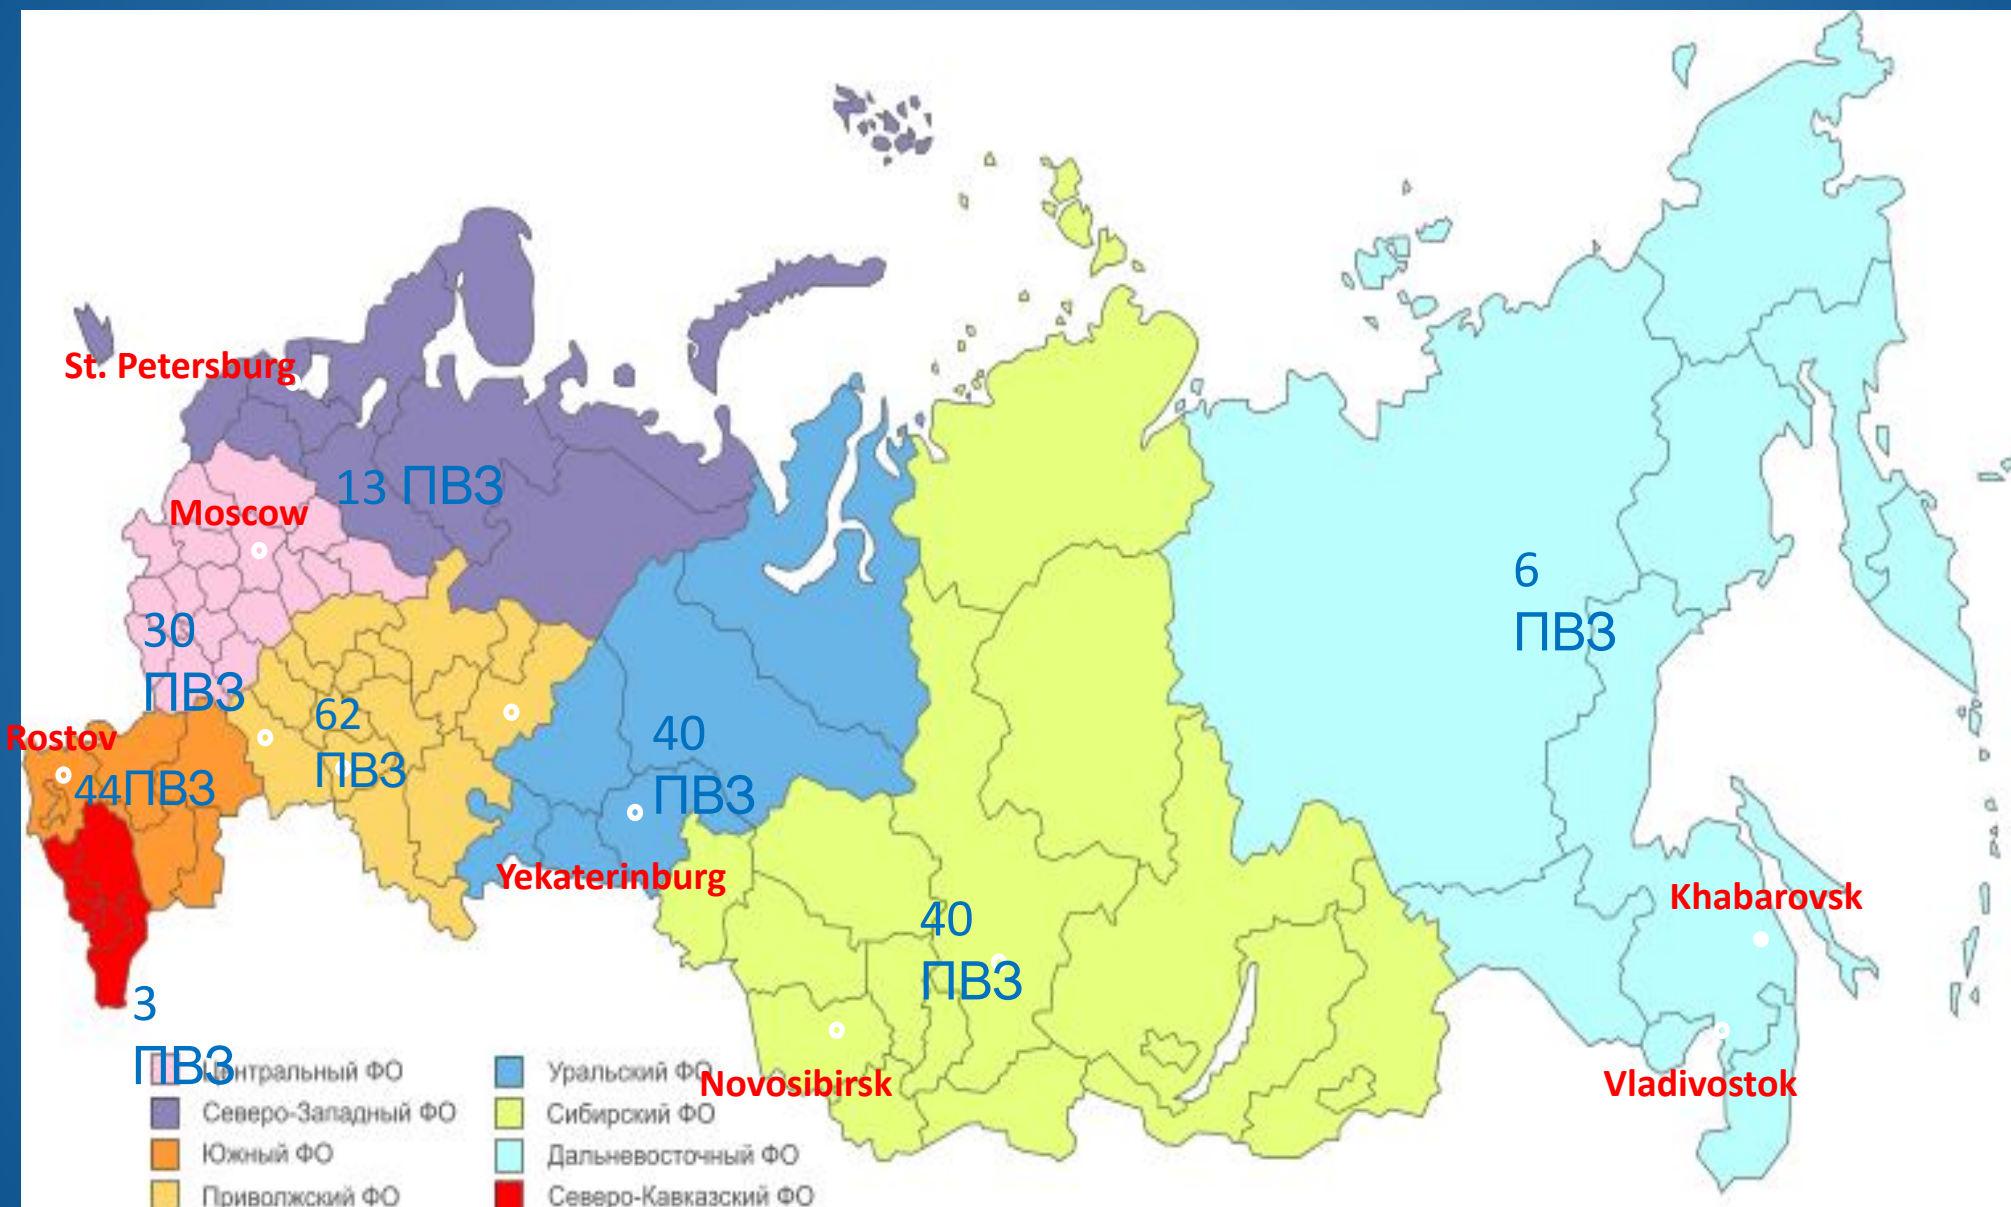 St. Petersburg
13 ПВЗ
Moscow
6
ПВЗ
30
ПВЗ
62
ПВЗ
40
ПВЗ
Rostov
44ПВЗ
Yekaterinburg
Khabarovsk
40
ПВЗ
3
ПВЗ
Novosibirsk
Vladivostok
Центральный ФО
Северо-Западный ФО
Южный ФО
Приволжский ФО
Уральский ФО
Сибирский ФО
Дальневосточный ФО
Северо-Кавказский ФО